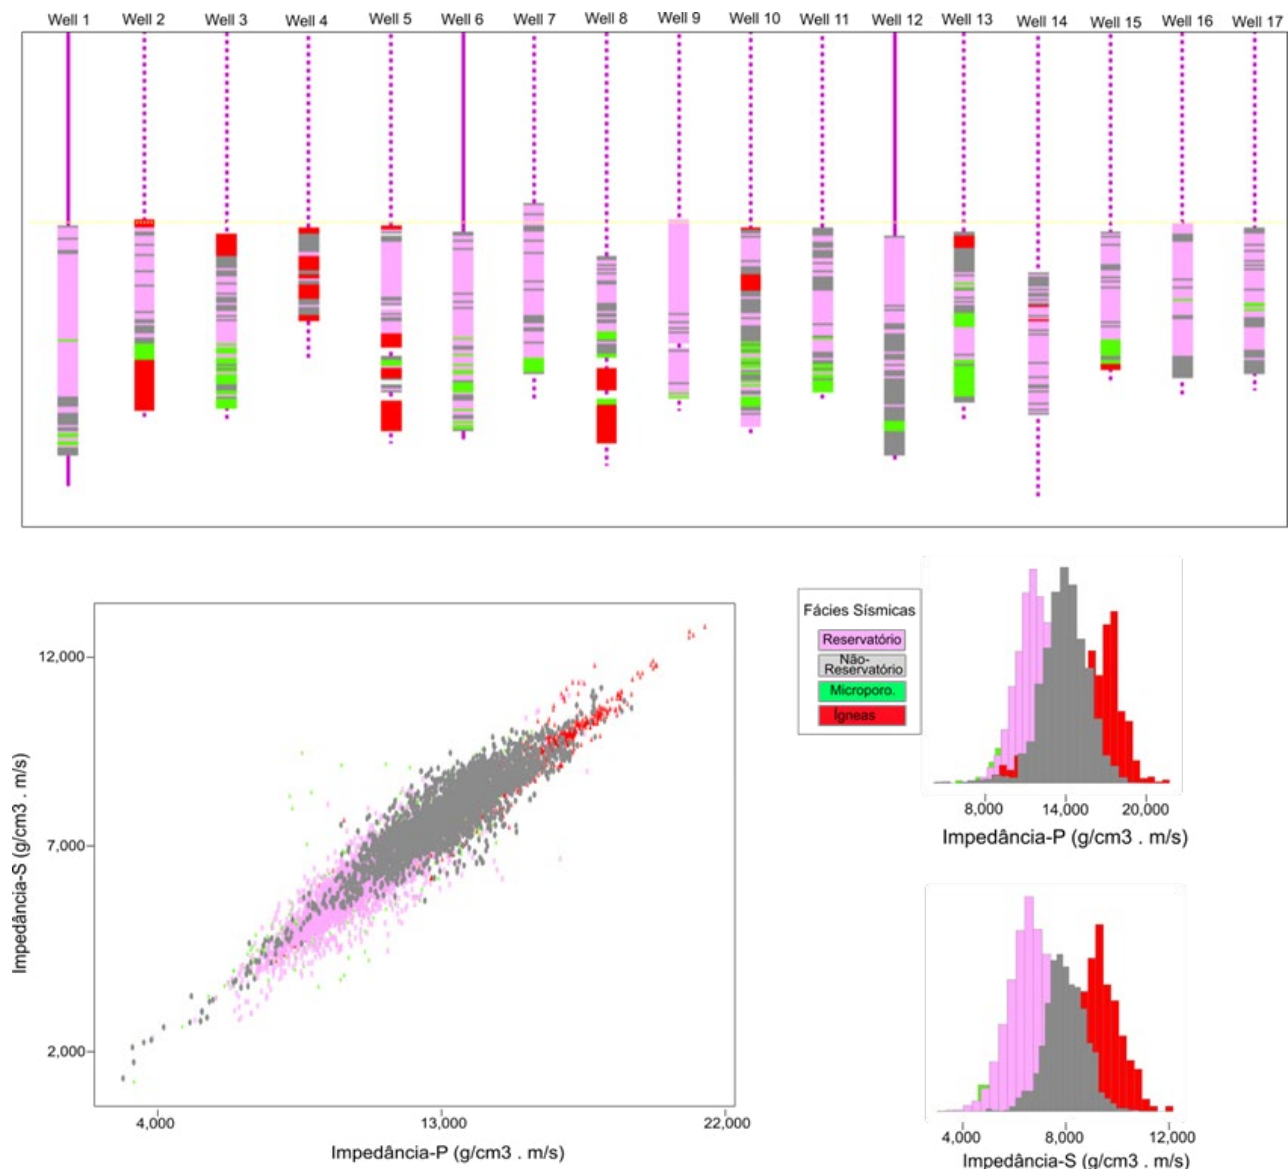 Well 1 Well 2 Well 3 Well 4 Well 5 Well 6 Well 7 Well 8 Well 9 Well 10 Well 11 Well 12 Well 13 Well 14 Well 15 Well 16 Well 17
12,000
7,000
2,000
Impedância-S (g/cm3 . m/s)
4,000 13,000 22,000
Impedância-P (g/cm3 . m/s)
Fácies Sísmicas
Reservatório
Não-
Reservatório
Microporo.
Ígneas
8,000 14,000 20,000
Impedância-P (g/cm3 . m/s)
4,000 8,000 12,000
Impedância-S (g/cm3 . m/s)